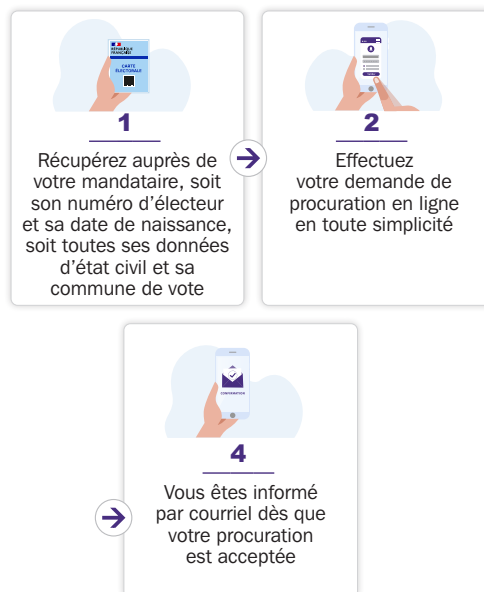 RÉPUBLIQUE
FRANÇAISE
CARTE
ÉLECTORALE
1
Récupérez auprès de
votre mandataire, soit
son numéro d’électeur
et sa date de naissance,
soit toutes ses données
d’état civil et sa
commune de vote
2
Effectuez
votre demande de
procuration en ligne
en toute simplicité
CONFIRMATION
4
Vous êtes informé
par courriel dès que
votre procuration
est acceptée